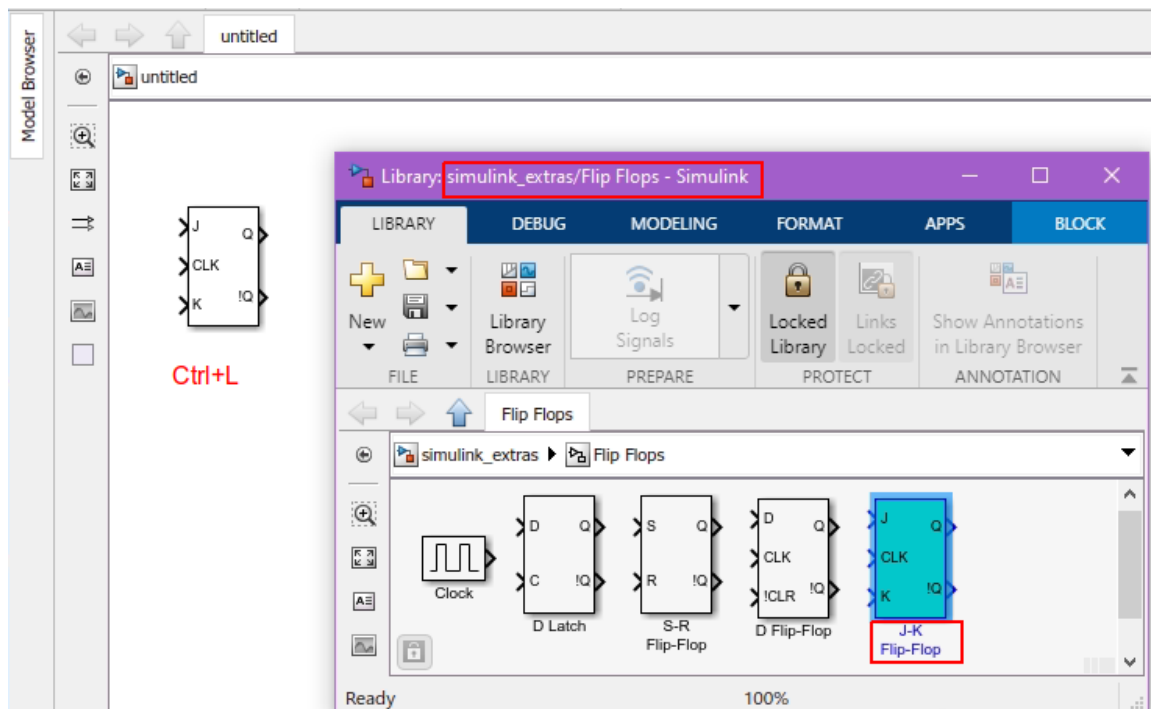 Model Browser
untitled
untitled
J
Q
CLK
K
!Q
Ctrl+L
Library: simulink_extras/Flip Flops - Simulink
LIBRARY DEBUG MODELING FORMAT APPS BLOCK
New
Library
Browser
Log
Signals
Locked
Library
Links
Locked
Show Annotations
in Library Browser
FILE LIBRARY PREPARE PROTECT ANNOTATION
Flip Flops
simulink_extras Flip Flops
Clock
D Q
C !Q
D Latch
S Q
R !Q
S-R
Flip-Flop
D Q
CLK
!CLR !Q
D Flip-Flop
J Q
CLK
K !Q
J-K
Flip-Flop
Ready 100%